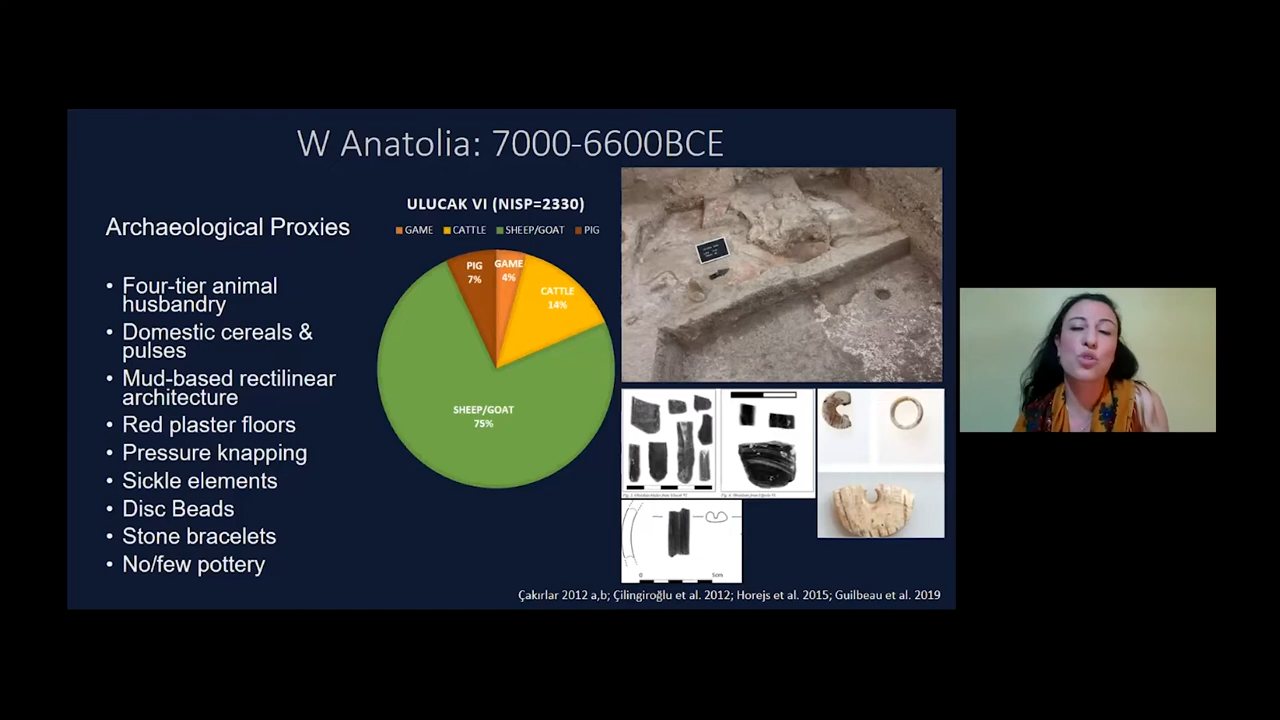 W Anatolia: 7000-6600BCE
Archaeological Proxies
• Four-tier animal
husbandry
• Domestic cereals &
pulses
• Mud-based rectilinear
architecture
• Red plaster floors
• Pressure knapping
• Sickle elements
• Disc Beads
• Stone bracelets
• No/few pottery
ULUCAK VI (NISP=2330)
GAME CATTLE SHEEP/GOAT PIG
PIG
7%
GAME
4%
CATTLE
14%
SHEEP/GOAT
75%
0 5cm
Çakırlar 2012 a,b; Çilingiroğlu et al. 2012; Horejs et al. 2015; Guilbeau et al. 2019